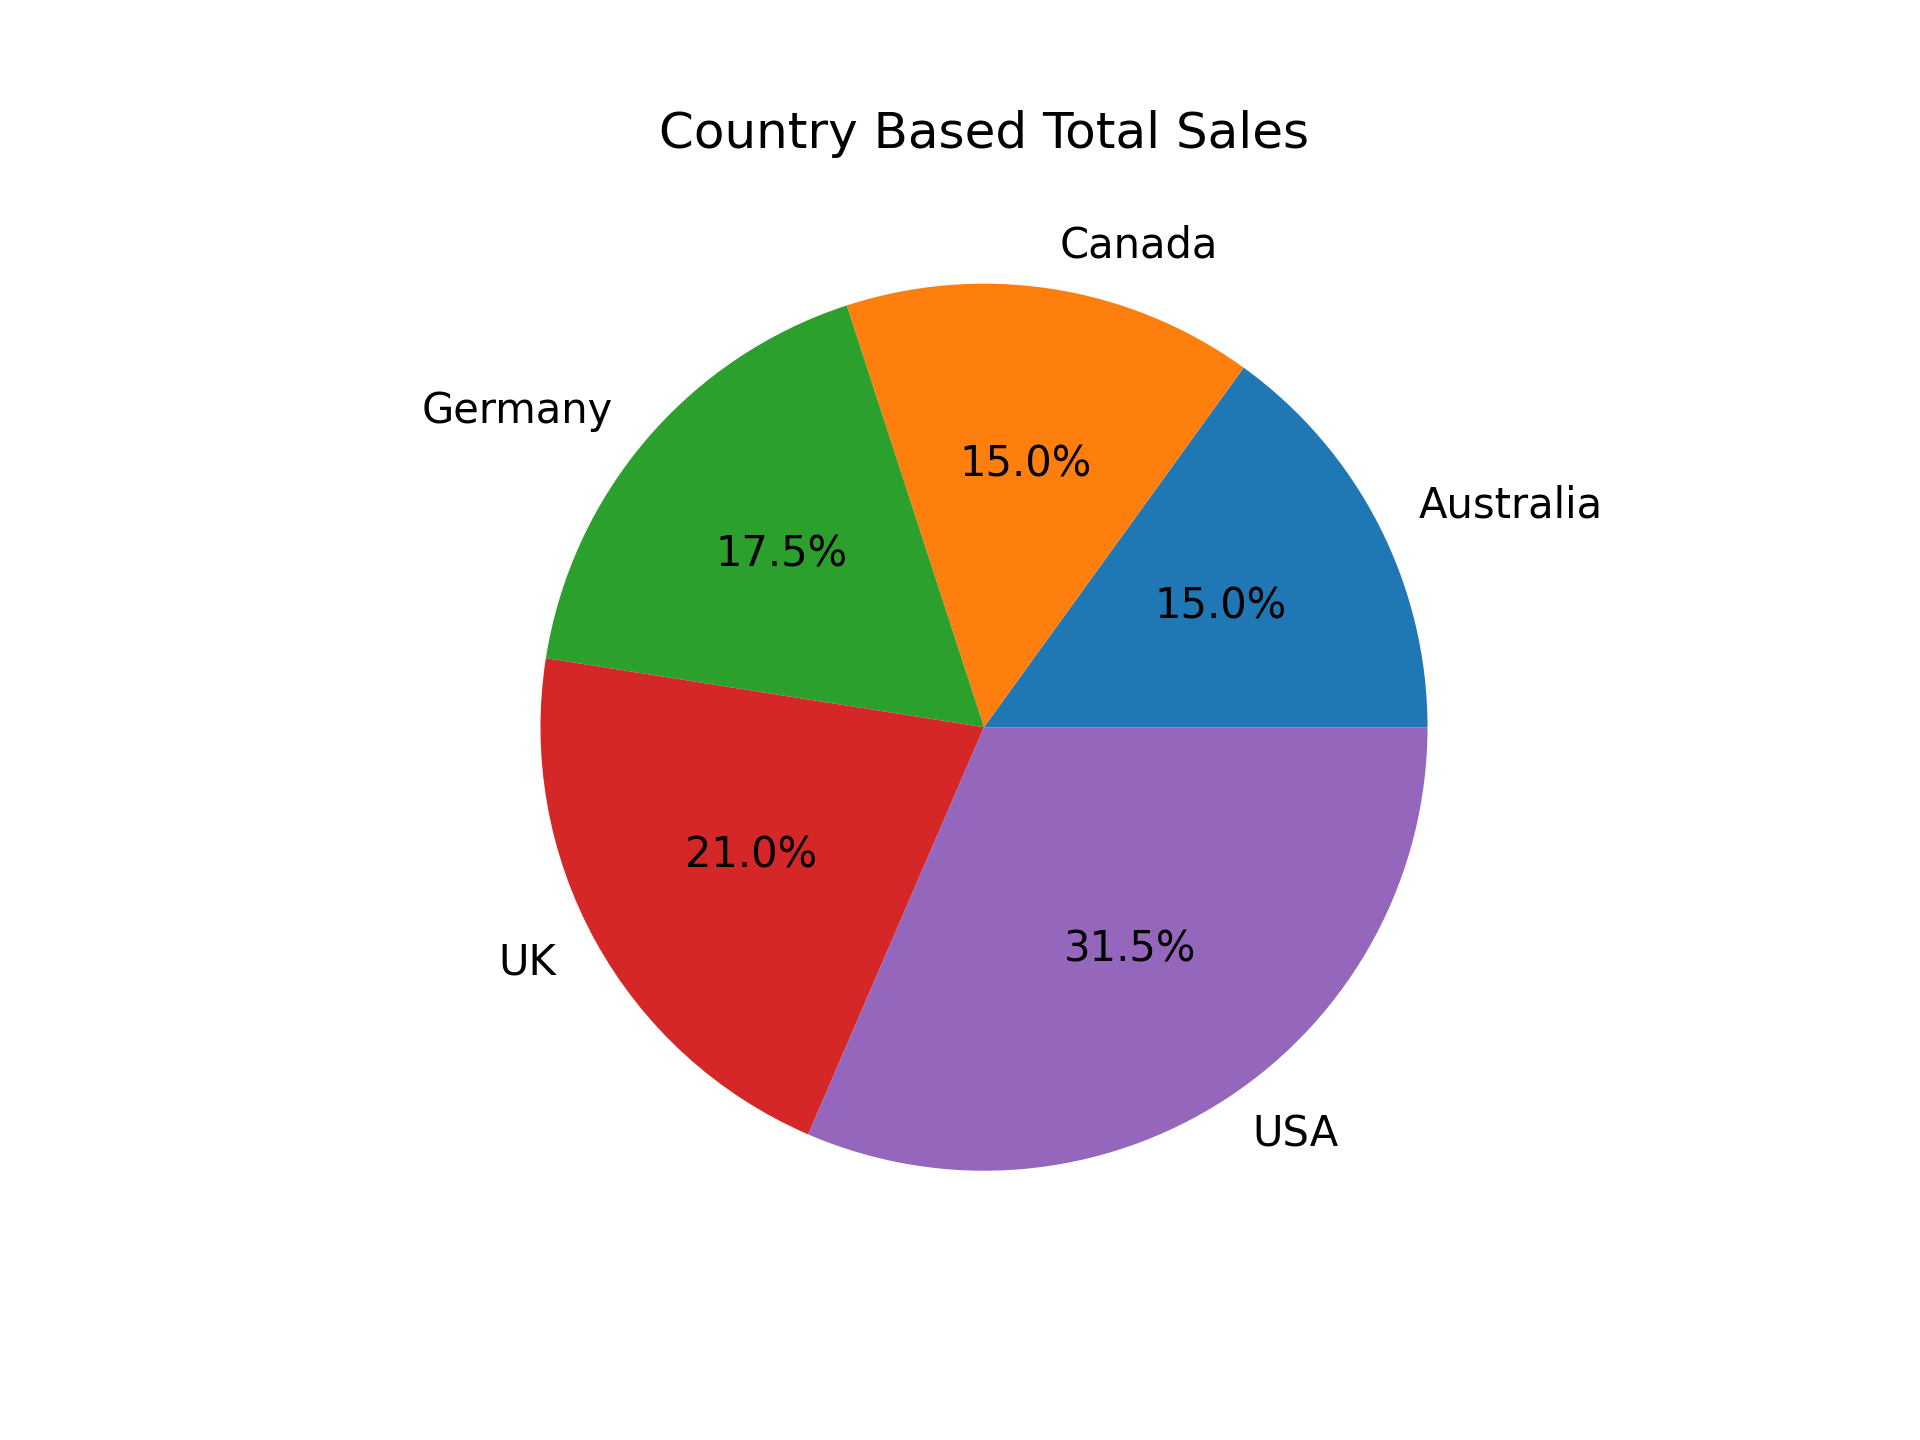 Country Based Total Sales
Canada
Germany
Australia
15.0%
17.5%
15.0%
21.0%
31.5%
UK
USA